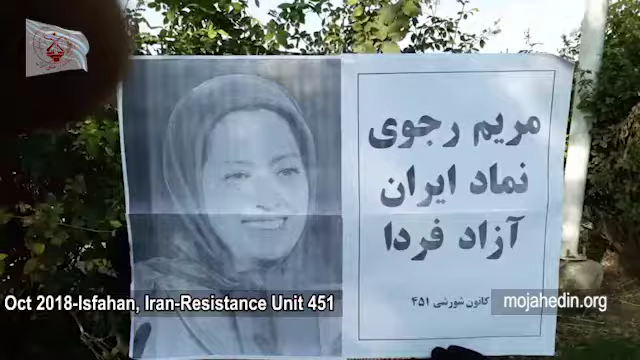 مریم رجوی
نماد ایران
آزاد فردا
کانون شورشی ۴۵۱
Oct 2018-Isfahan, Iran-Resistance Unit 451
mojahedin.org